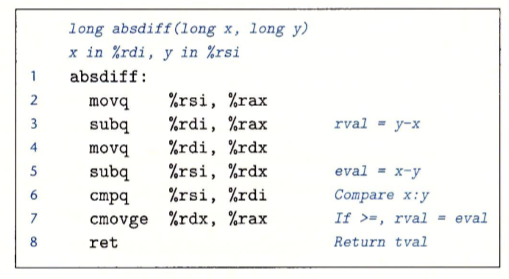 long absdiff(long x, long y)
x in %rdi, y in %rsi
1 absdiff:
2 movq %rsi, %rax
3 subq %rdi, %rax rval = y-x
4 movq %rdi, %rdx
5 subq %rsi, %rdx eval = x-y
6 cmpq %rsi, %rdi Compare x:y
7 cmovge %rdx, %rax If >=, rval = eval
8 ret Return tval